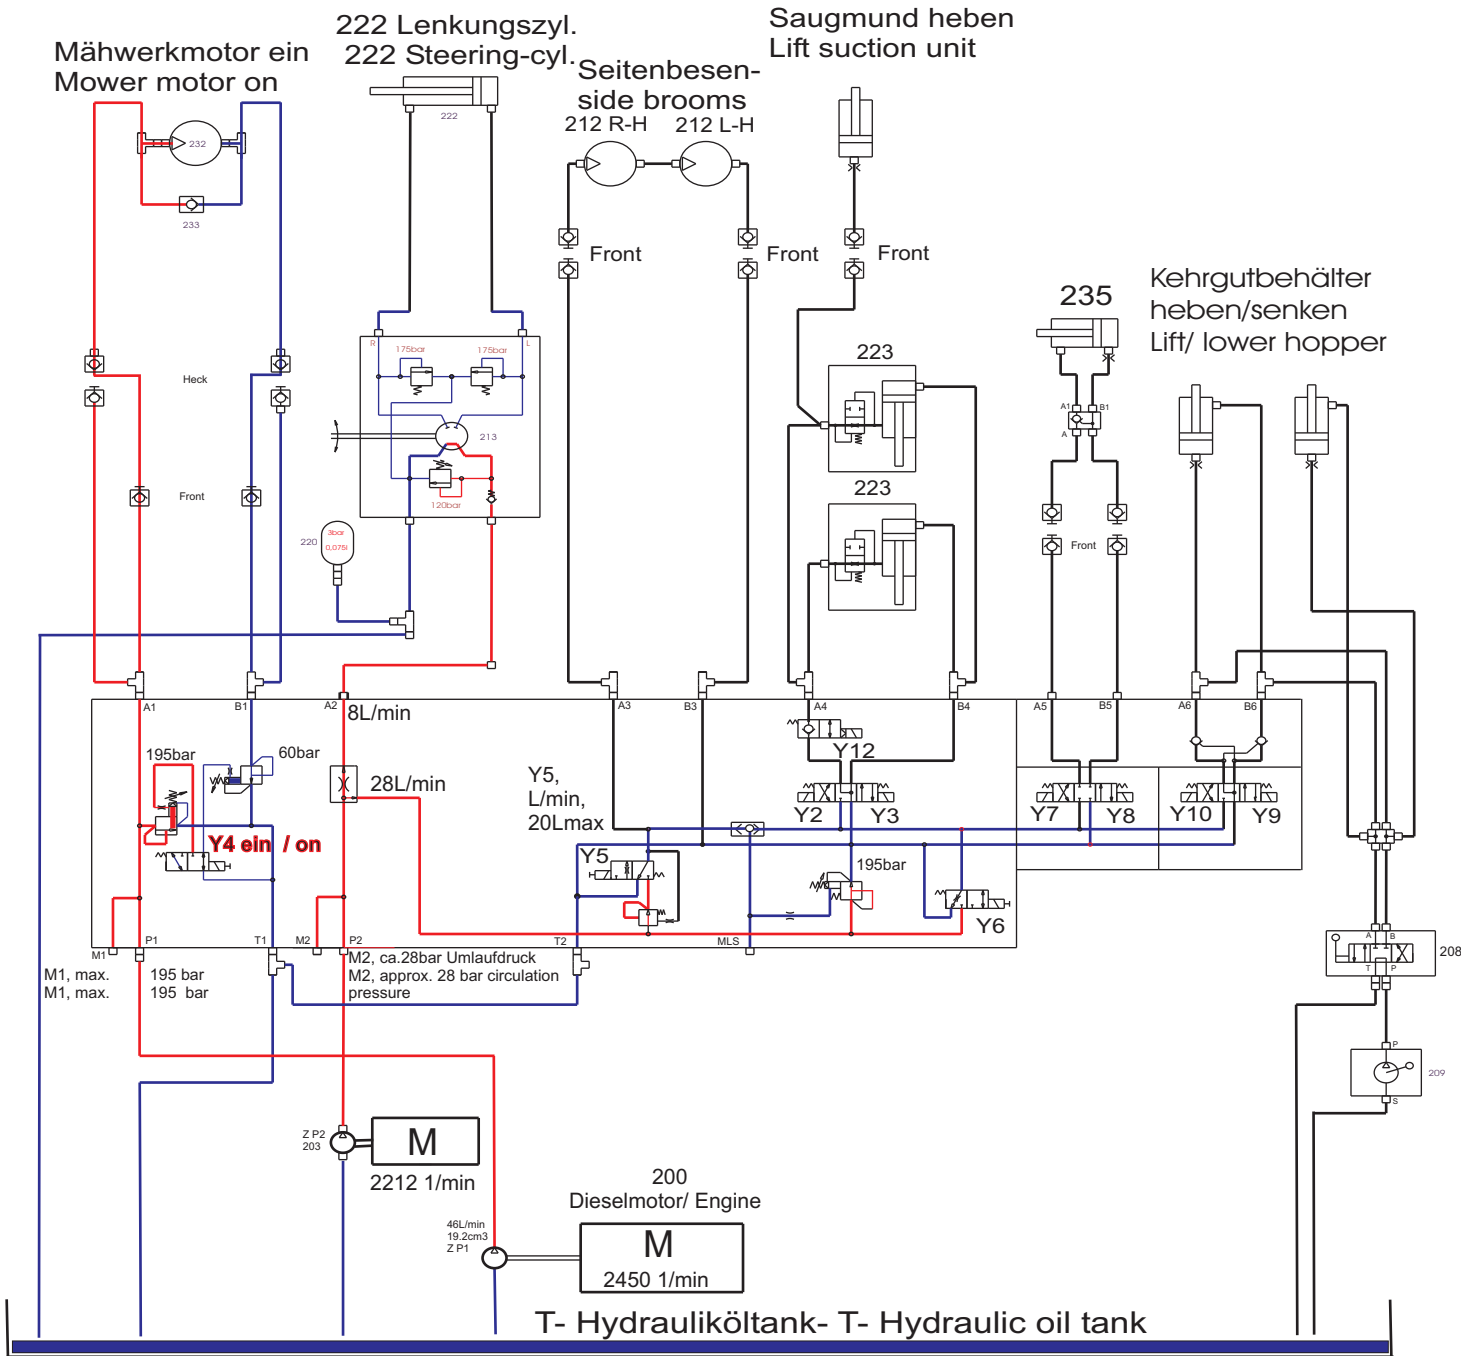 Mähwerkmotor ein
Mower motor on
222 Lenkungszyl.
222 Steering-cyl.
Seitenbesen-
side brooms
212 R-H
212 L-H
Saugmund heben
Lift suction unit
232
233
222
Front
Front
Front
Kehrgutbehälter
heben/senken
Lift/ lower hopper
235
223
223
R
L
175bar
175bar
213
120bar
Heck
Front
220
3bar
0,075l
A1
B1
A
Front
A1
B1
A2
8L/min
A3
B3
A4
B4
A5
B5
A6
B6
195bar
60bar
28L/min
Y4 ein / on
Y5,
L/min,
20Lmax
Y5
Y12
Y2
Y3
Y7
Y8
Y10
Y9
195bar
Y6
M1
P1
T1
M2
P2
T2
MLS
M1, max. 195 bar
M1, max. 195 bar
M2, ca.28bar Umlaufdruck
M2, approx. 28 bar circulation
pressure
A
B
T
P
208
P
S
209
Z P2
203
M
2212 1/min
200
Dieselmotor/ Engine
46L/min
19.2cm3
Z P1
M
2450 1/min
T- Hydrauliköltank- T- Hydraulic oil tank